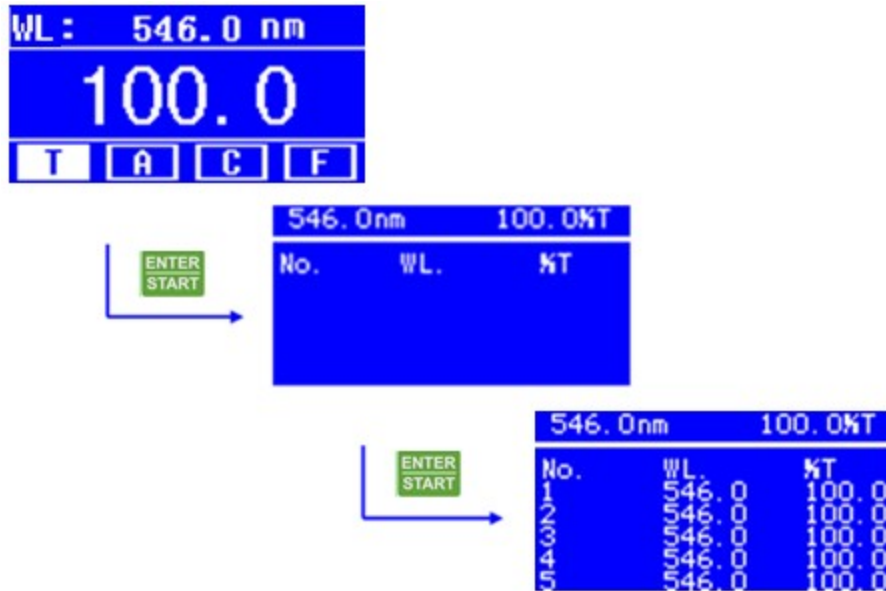 WL: 546.0 nm
100.0
T A C F
ENTER
START
546.0nm 100.0%T
No. WL. %T
ENTER
START
546.0nm 100.0%T
No. WL. %T
1 546.0 100.0
2 546.0 100.0
3 546.0 100.0
4 546.0 100.0
5 546.0 100.0